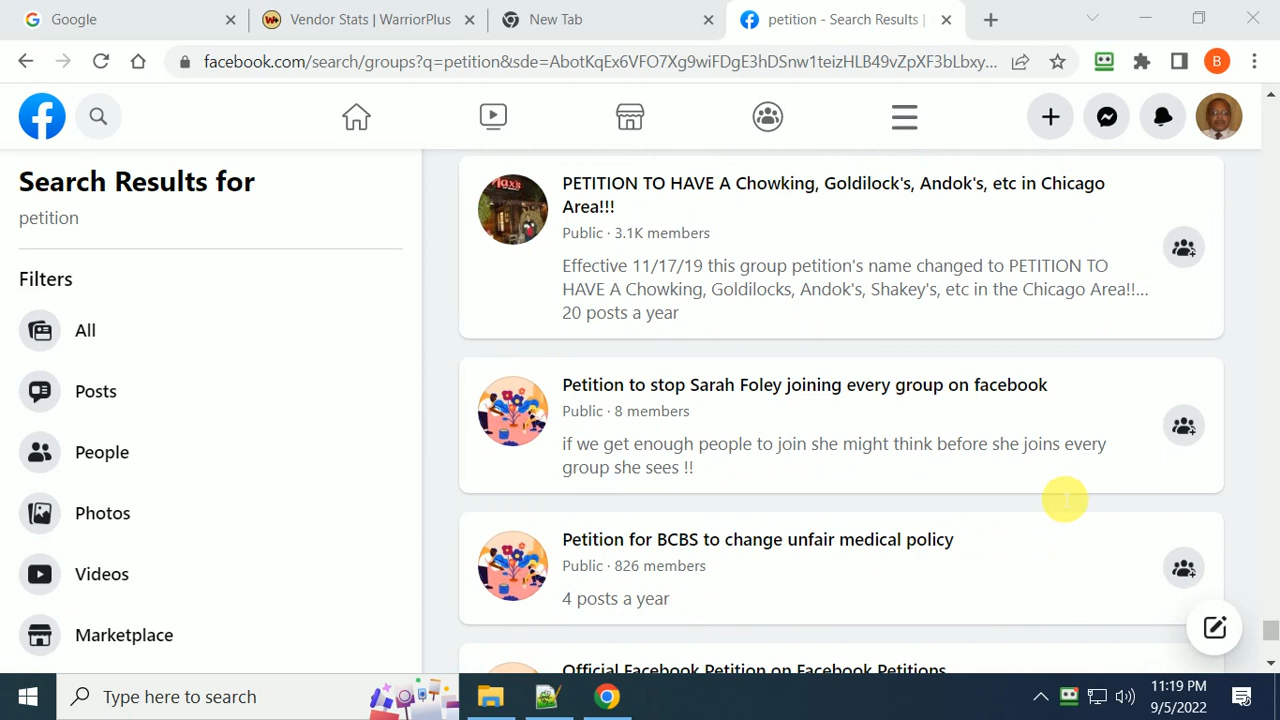 Google
Vendor Stats | WarriorPlus
New Tab
petition - Search Results |
facebook.com/search/groups?q=petition&sde=AbotKqEx6VFO7Xg9wiFDgE3hDSnw1teizHLB49vZpXF3bLbxy...
B
Search Results for
petition
Filters
All
Posts
People
Photos
Videos
Marketplace
Max's
PETITION TO HAVE A Chowking, Goldilock's, Andok's, etc in Chicago
Area!!!
Public · 3.1K members
Effective 11/17/19 this group petition's name changed to PETITION TO
HAVE A Chowking, Goldilocks, Andok's, Shakey's, etc in the Chicago Area!!...
20 posts a year
Petition to stop Sarah Foley joining every group on facebook
Public · 8 members
if we get enough people to join she might think before she joins every
group she sees !!
Petition for BCBS to change unfair medical policy
Public · 826 members
4 posts a year
Official Facebook Petition on Facebook Petitions
Type here to search
11:19 PM
9/5/2022